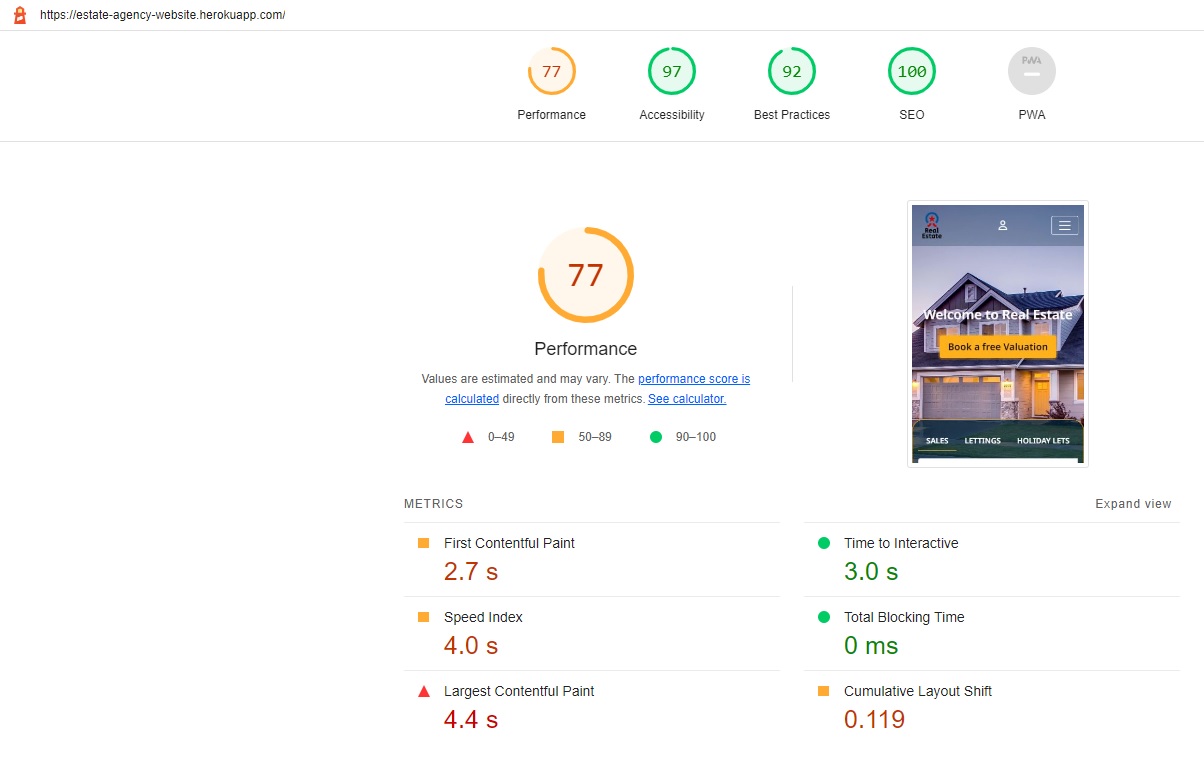 https://estate-agency-website.herokuapp.com/
77 97 92 100 PWA
Performance Accessibility Best Practices SEO PWA
77
Performance
Values are estimated and may vary. The performance score is
calculated directly from these metrics. See calculator.
0–49 50–89 90–100
Real
Estate
Welcome to Real Estate
Book a free Valuation
SALES LETTINGS HOLIDAY LETS
METRICS Expand view
First Contentful Paint
2.7 s
Time to Interactive
3.0 s
Speed Index
4.0 s
Total Blocking Time
0 ms
Largest Contentful Paint
4.4 s
Cumulative Layout Shift
0.119